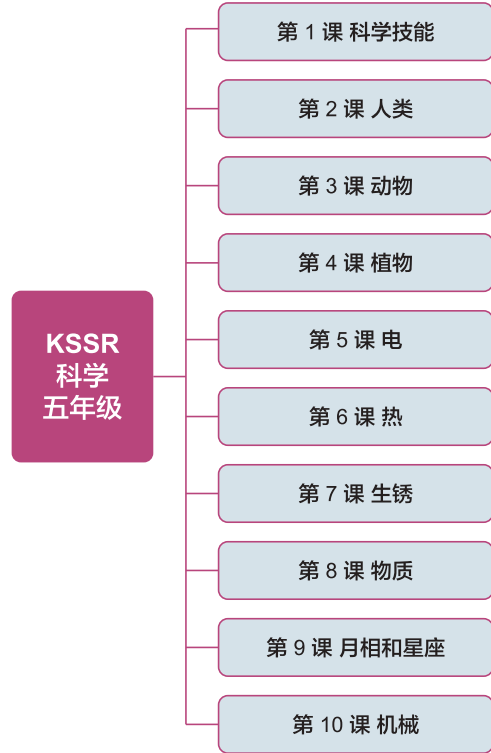 KSSR
科学
五年级
第 1 课 科学技能
第 2 课 人类
第 3 课 动物
第 4 课 植物
第 5 课 电
第 6 课 热
第 7 课 生锈
第 8 课 物质
第 9 课 月相和星座
第 10 课 机械